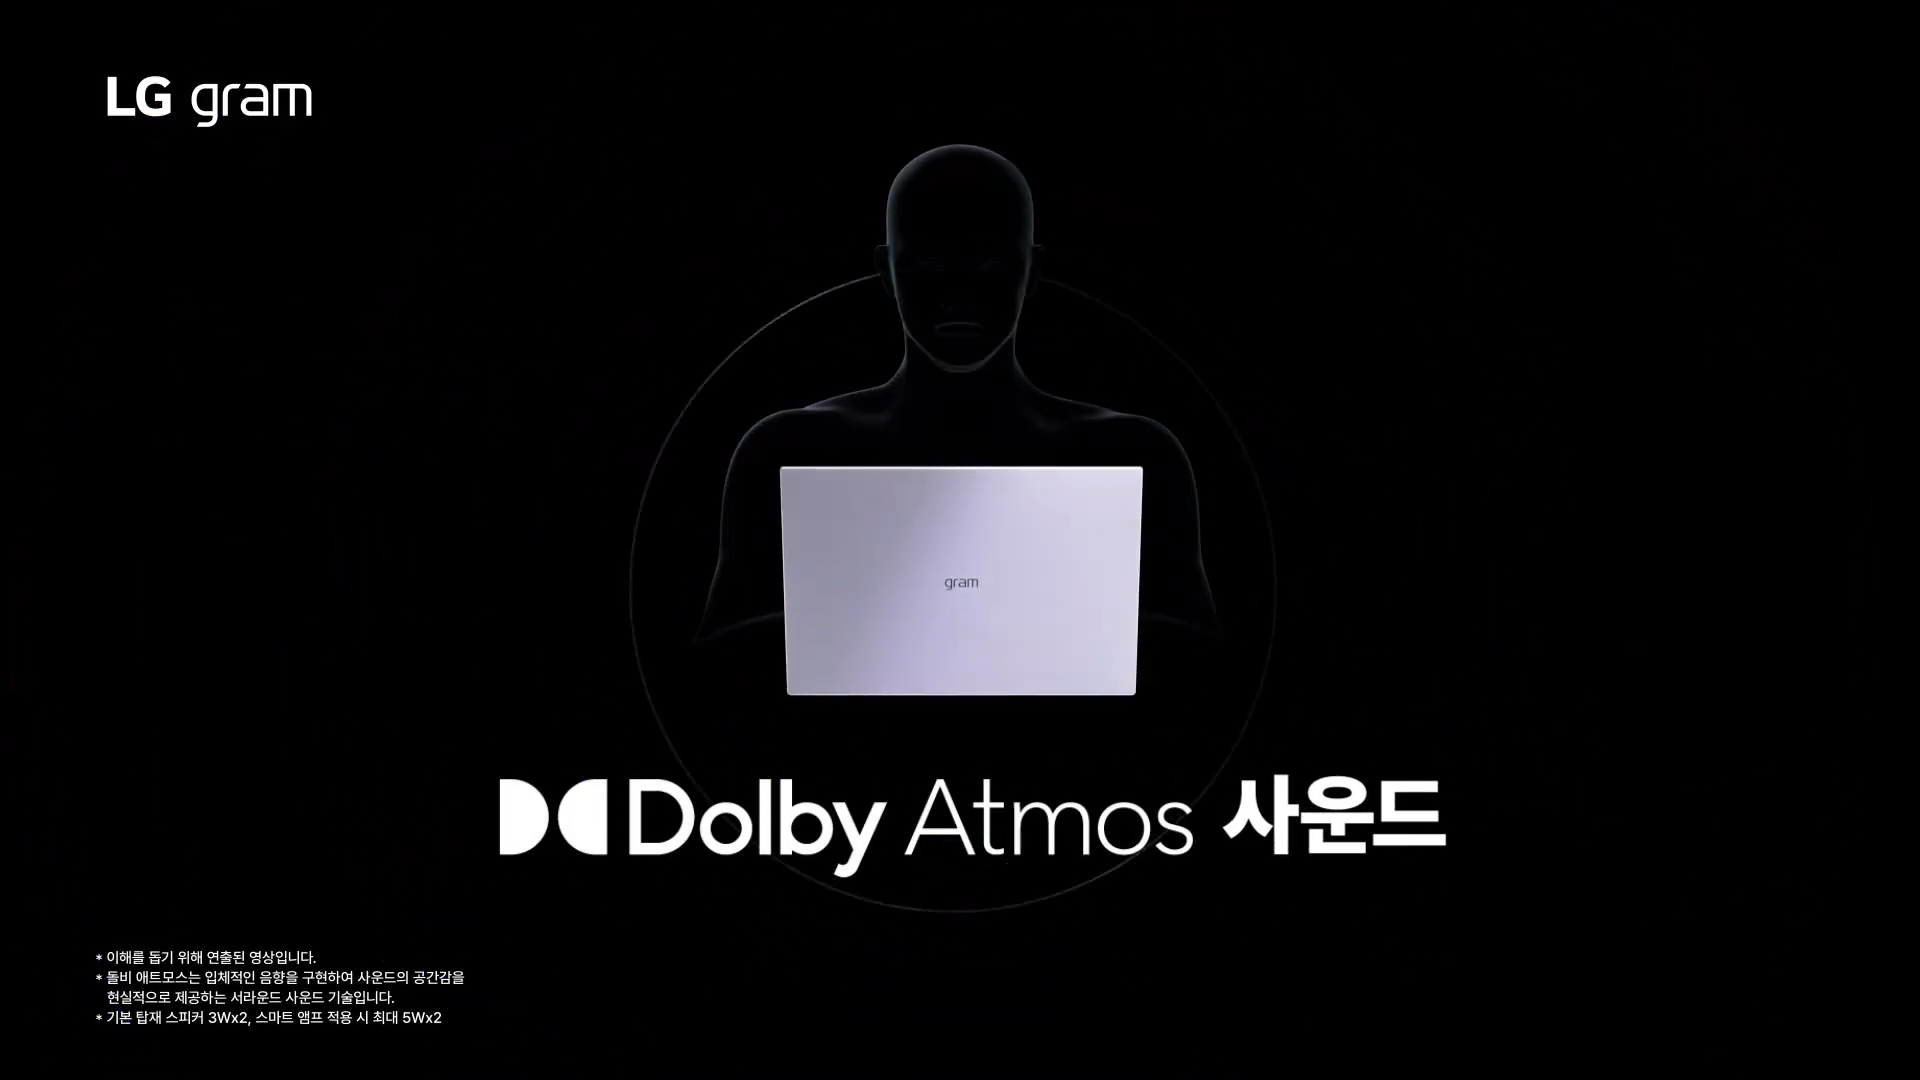 LG gram
gram
Dolby Atmos 사운드
* 이해를 돕기 위해 연출된 영상입니다.
* 돌비 애트모스는 입체적인 음향을 구현하여 사운드의 공간감을
현실적으로 제공하는 서라운드 사운드 기술입니다.
* 기본 탑재 스피커 3Wx2, 스마트 앰프 적용 시 최대 5Wx2